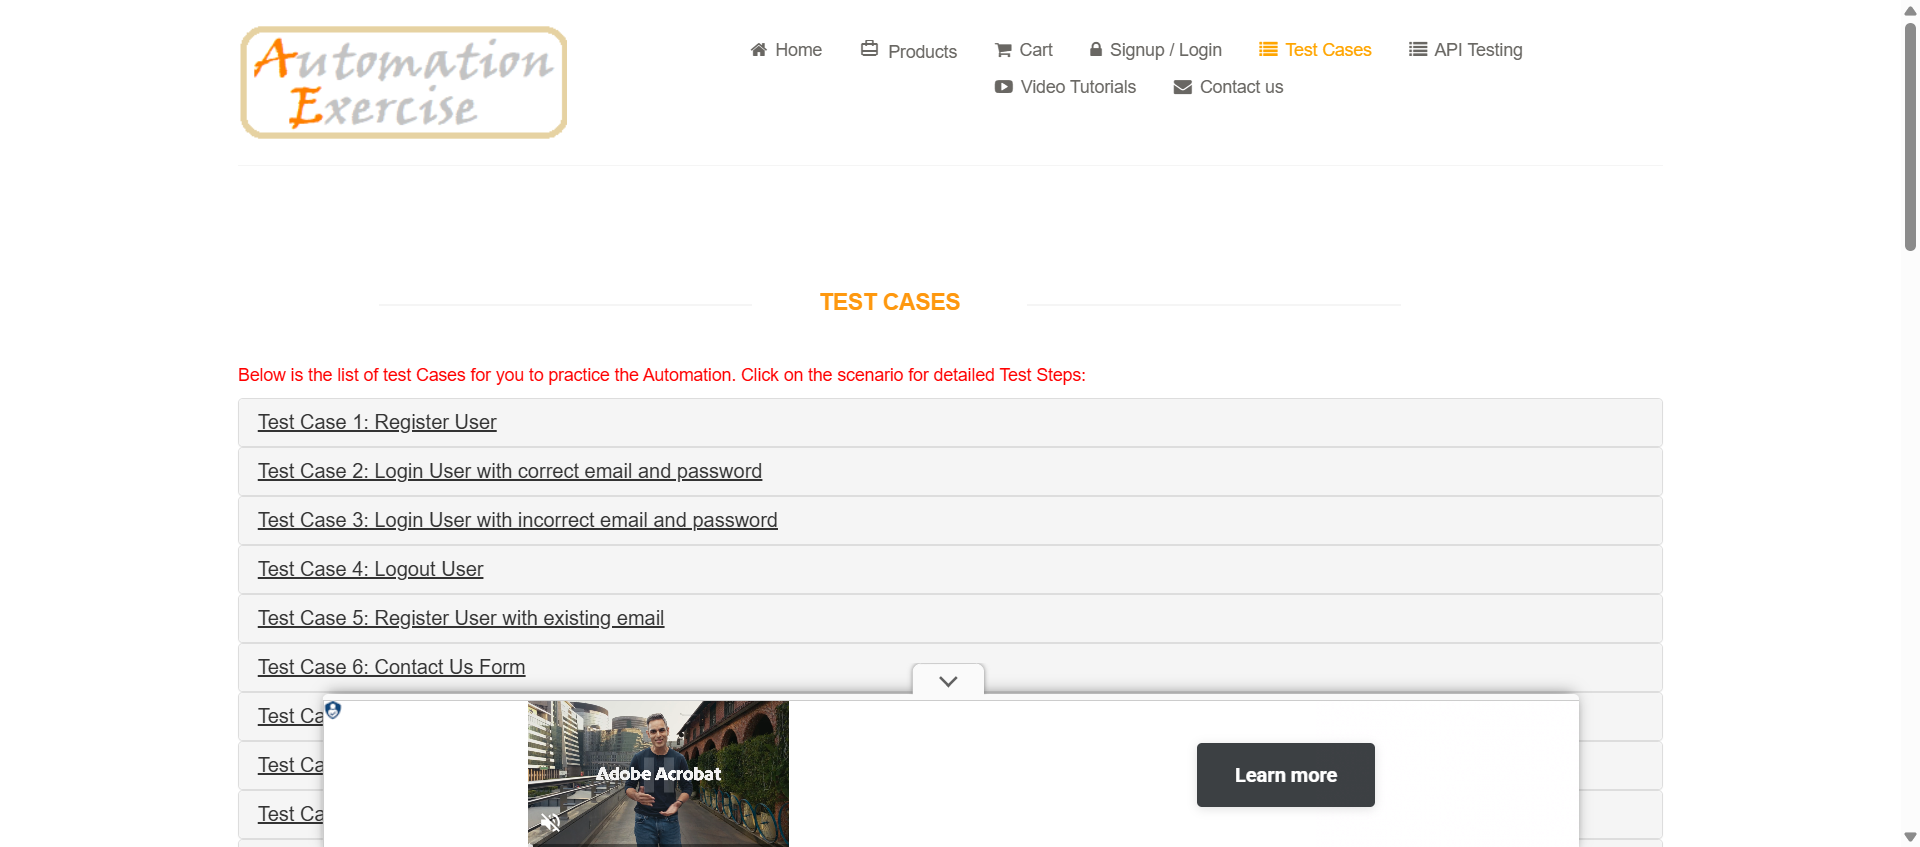 Automation
Exercise
Home
Products
Cart
Signup / Login
Test Cases
API Testing
Video Tutorials
Contact us
TEST CASES
Below is the list of test Cases for you to practice the Automation. Click on the scenario for detailed Test Steps:
Test Case 1: Register User
Test Case 2: Login User with correct email and password
Test Case 3: Login User with incorrect email and password
Test Case 4: Logout User
Test Case 5: Register User with existing email
Test Case 6: Contact Us Form
Test Ca
Test Ca
Test Ca
Adobe Acrobat
Learn more